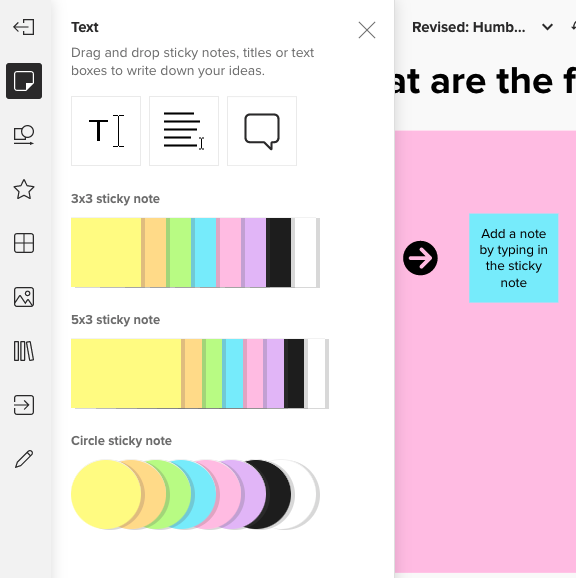 Text
Drag and drop sticky notes, titles or text
boxes to write down your ideas.
T
3x3 sticky note
5x3 sticky note
Circle sticky note
Revised: Humb...
at are the f
Add a note
by typing in
the sticky
note